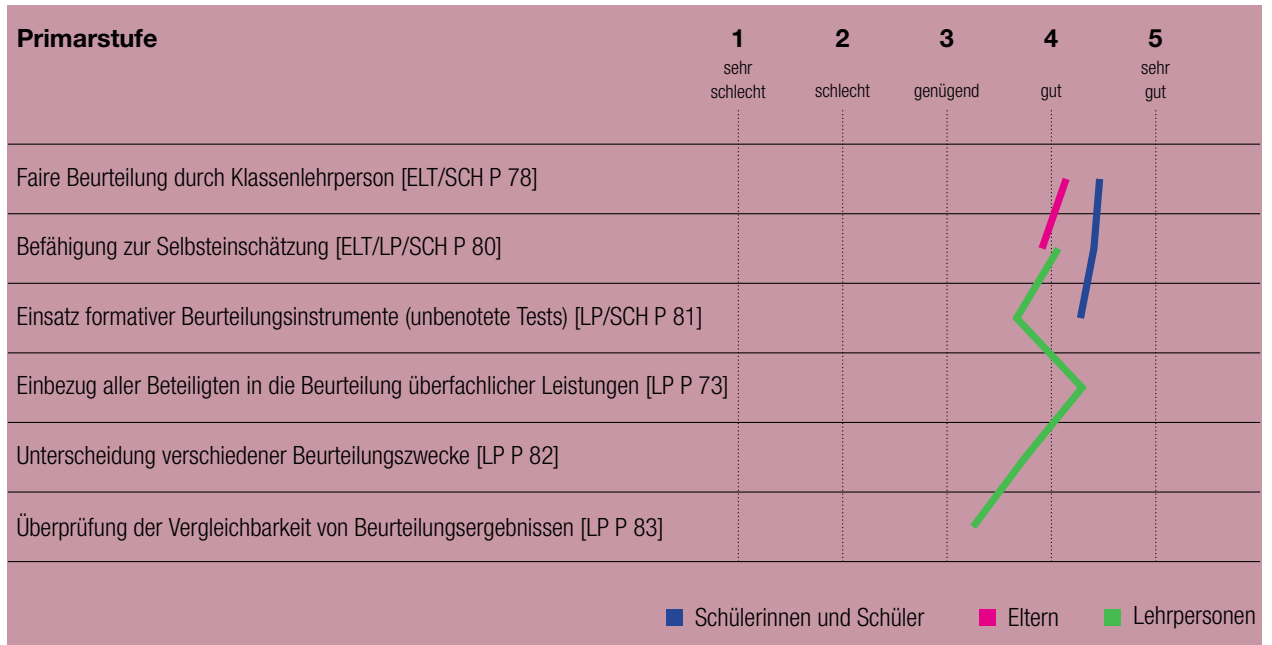 Primarstufe 1 2 3 4 5
sehr schlecht schlecht genügend gut sehr gut
Faire Beurteilung durch Klassenlehrperson [ELT/SCH P 78]
Befähigung zur Selbsteinschätzung [ELT/LP/SCH P 80]
Einsatz formativer Beurteilungsinstrumente (unbenotete Tests) [LP/SCH P 81]
Einbezug aller Beteiligten in die Beurteilung überfachlicher Leistungen [LP P 73]
Unterscheidung verschiedener Beurteilungszwecke [LP P 82]
Überprüfung der Vergleichbarkeit von Beurteilungsergebnissen [LP P 83]
Schülerinnen und Schüler Eltern Lehrpersonen